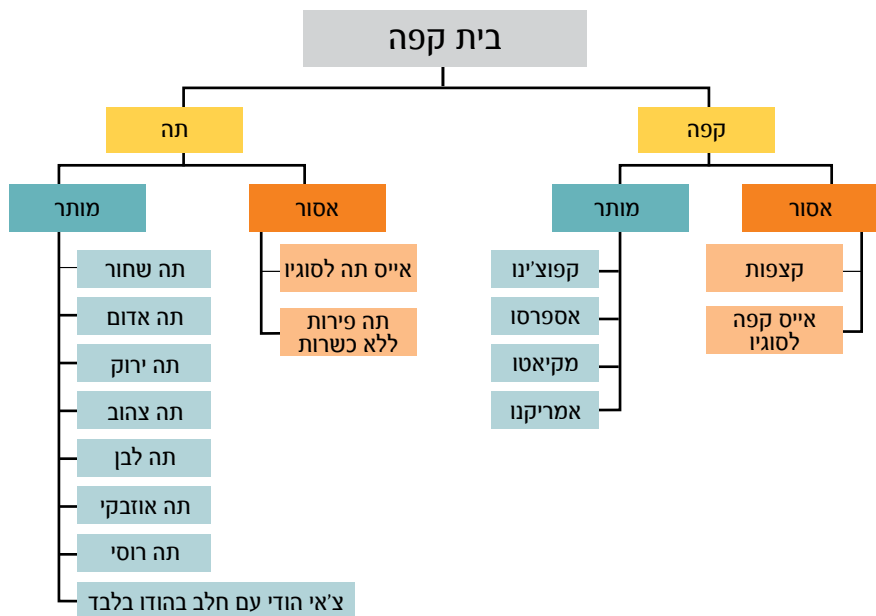 בית קפה
קפה
תה
אסור
מותר
אסור
מותר
קצפות
אייס קפה
לסוגיו
קפוצ'ינו
אספרסו
מקיאטו
אמריקנו
אייס תה לסוגיו
תה פירות
ללא כשרות
תה שחור
תה אדום
תה ירוק
תה צהוב
תה לבן
תה אוזבקי
תה רוסי
צ'אי הודי עם חלב בהודו בלבד